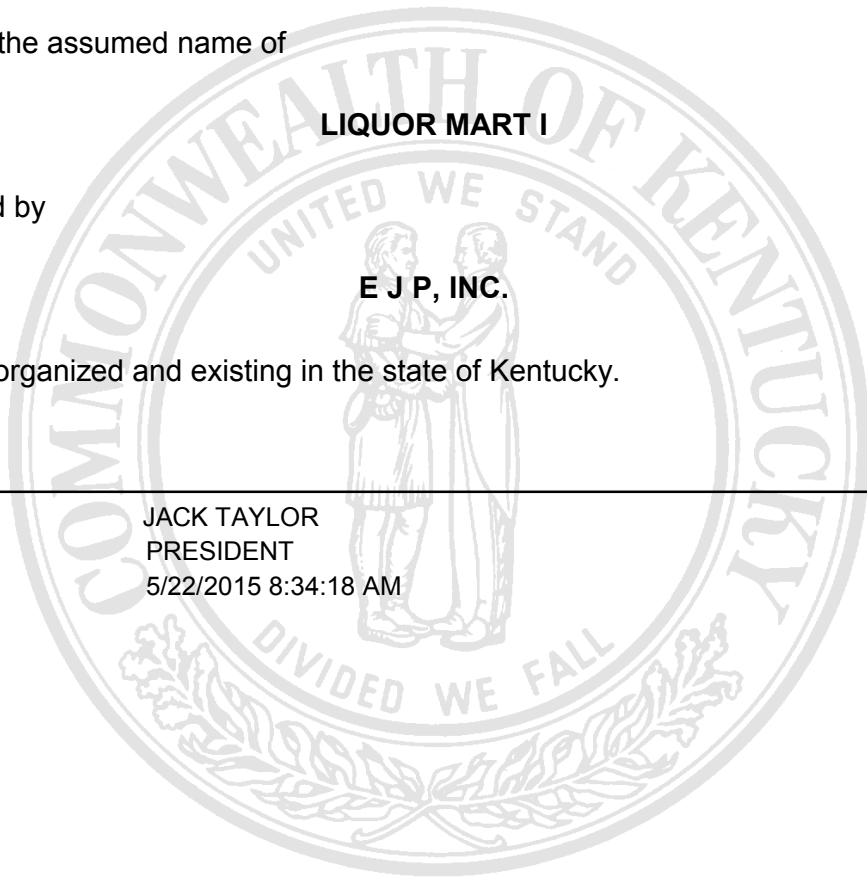 the assumed name of
LIQUOR MART I
d by
E J P, INC.
organized and existing in the state of Kentucky.
JACK TAYLOR
PRESIDENT
5/22/2015 8:34:18 AM
COMMONWEALTH OF KENTUCKY
UNITED WE STAND
DIVIDED WE FALL